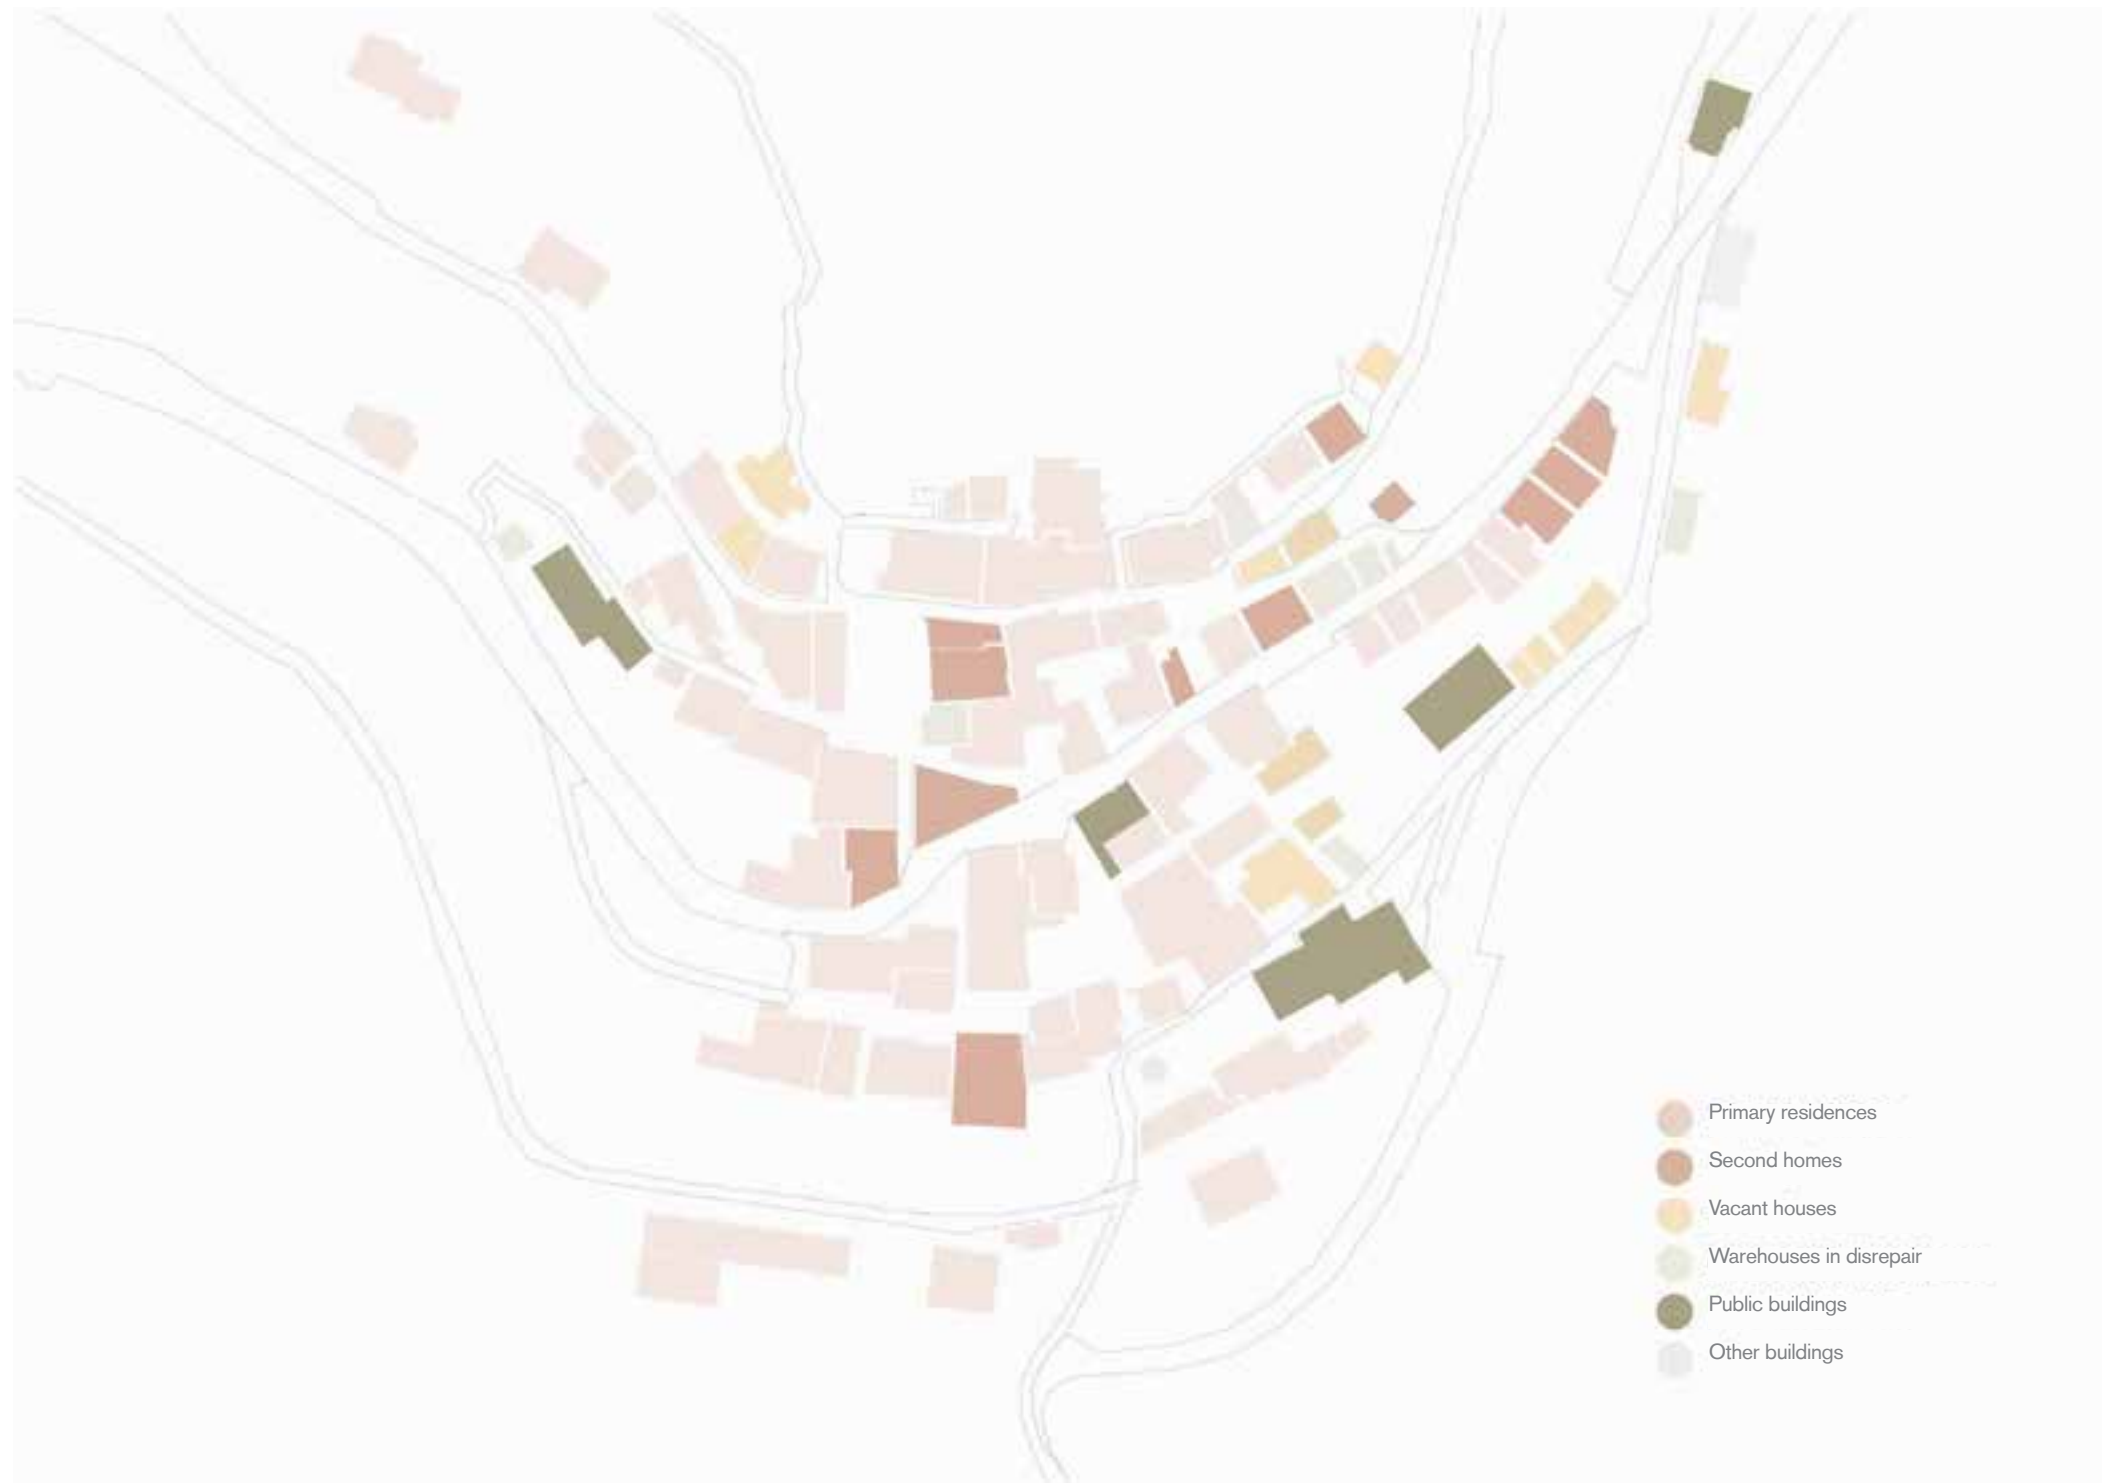 Primary residences
Second homes
Vacant houses
Warehouses in disrepair
Public buildings
Other buildings